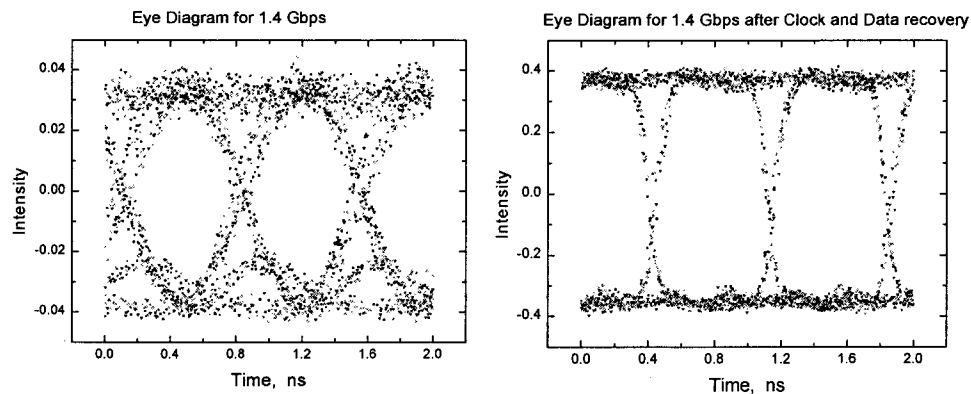 Eye Diagram for 1.4 Gbps
0.04
0.02
0.00
-0.02
-0.04
Intensity
0.0 0.4 0.8 1.2 1.6 2.0
Time, ns
Eye Diagram for 1.4 Gbps after Clock and Data recovery
0.4
0.2
0.0
-0.2
-0.4
Intensity
0.0 0.4 0.8 1.2 1.6 2.0
Time, ns